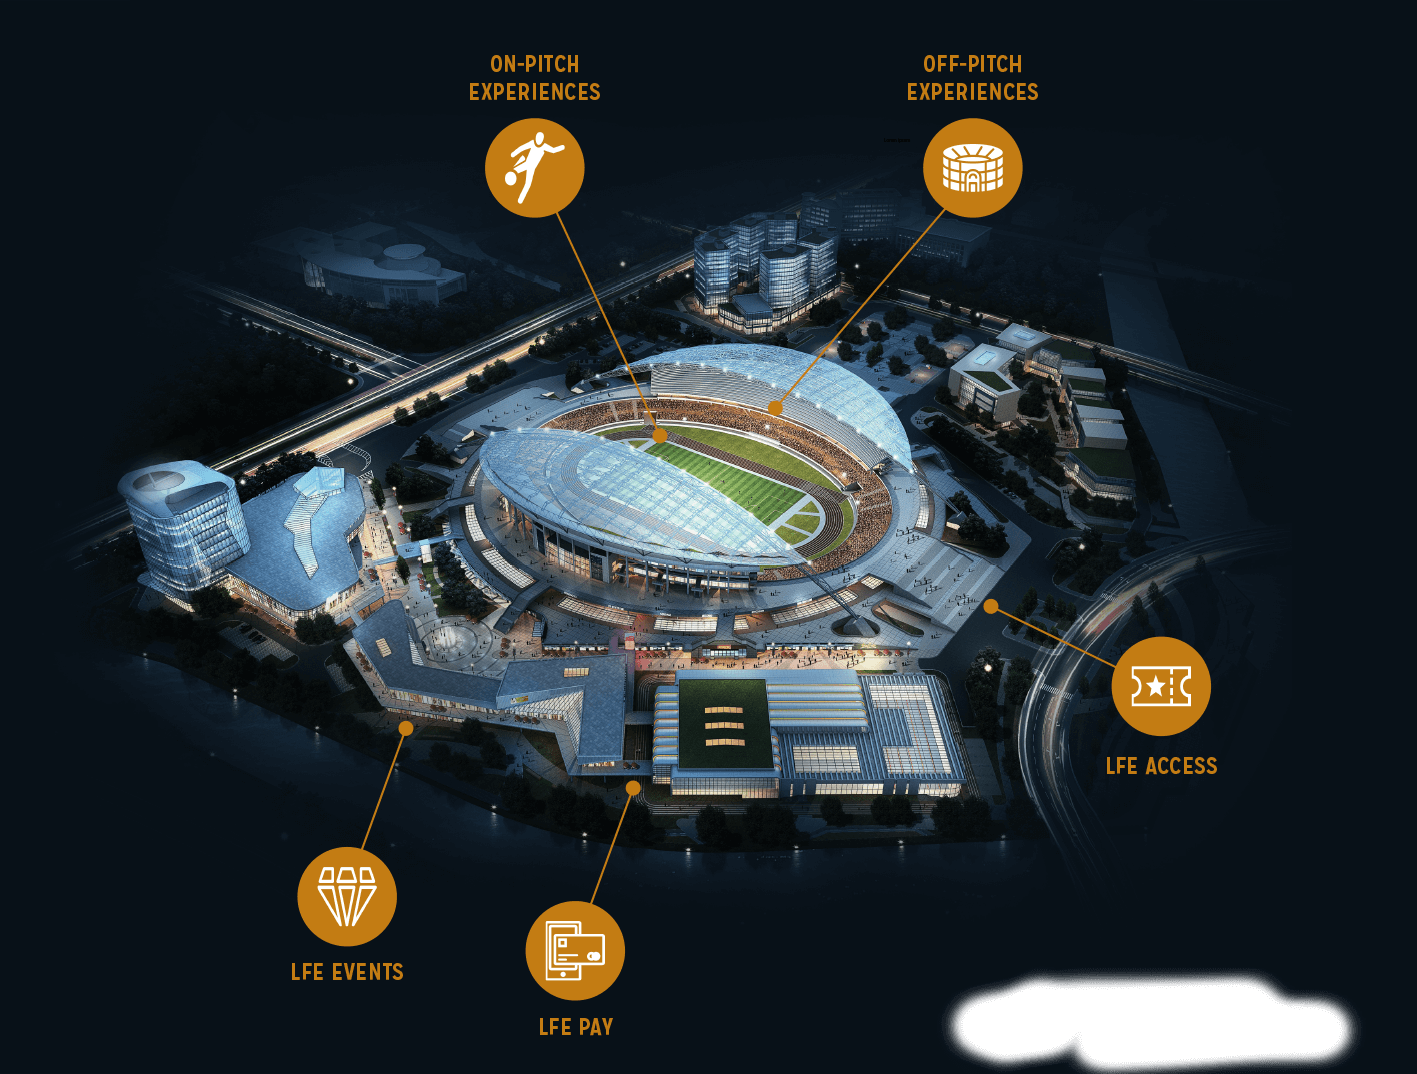 ON-PITCH
EXPERIENCES
OFF-PITCH
EXPERIENCES
LFE ACCESS
LFE EVENTS
LFE PAY